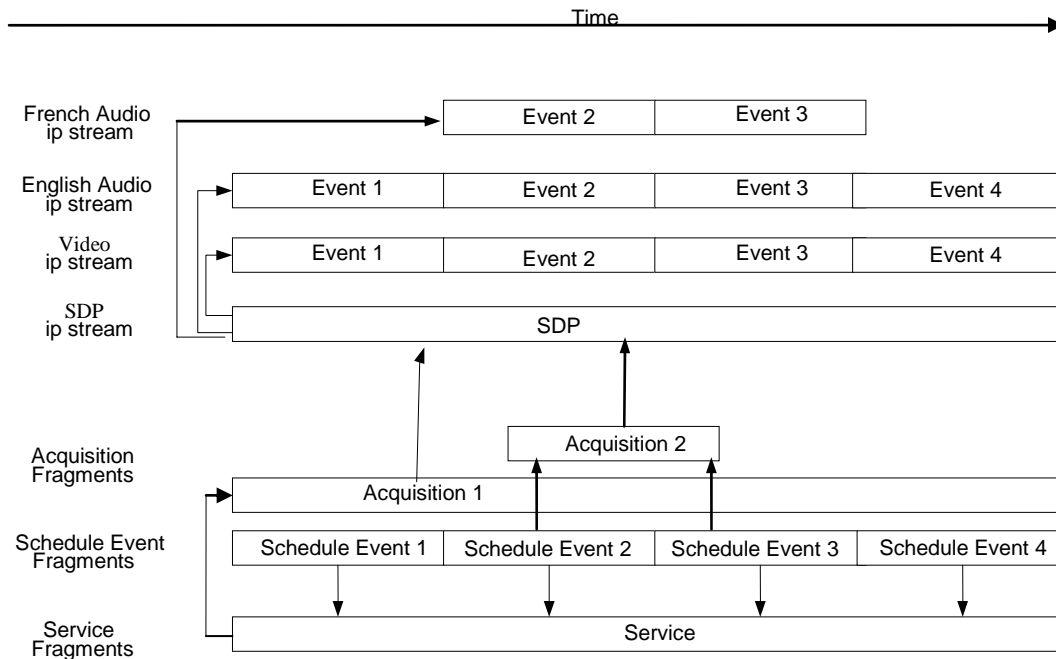 Time
French Audio
ip stream
Event 2
Event 3
English Audio
ip stream
Event 1
Event 2
Event 3
Event 4
Video
ip stream
Event 1
Event 2
Event 3
Event 4
SDP
ip stream
SDP
Acquisition
Fragments
Acquisition 2
Acquisition 1
Schedule Event
Fragments
Schedule Event 1
Schedule Event 2
Schedule Event 3
Schedule Event 4
Service
Fragments
Service